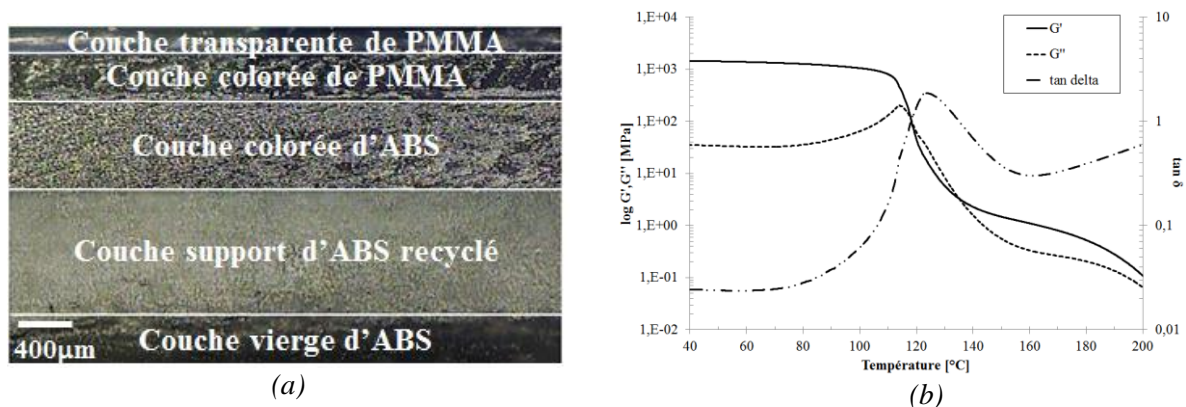 Couche transparente de PMMA
Couche colorée de PMMA
Couche colorée d'ABS
Couche support d'ABS recyclé
400µm
Couche vierge d'ABS
(a)
1,E+05
1,E+04
1,E+03
1,E+02
1,E+01
1,E+00
1,E-01
1,E-02
log G',G'' [MPa]
40
60
80
100
120
140
160
180
200
Température [°C]
10
1
0,1
0,01
tan δ
G'
G''
tan delta
(b)